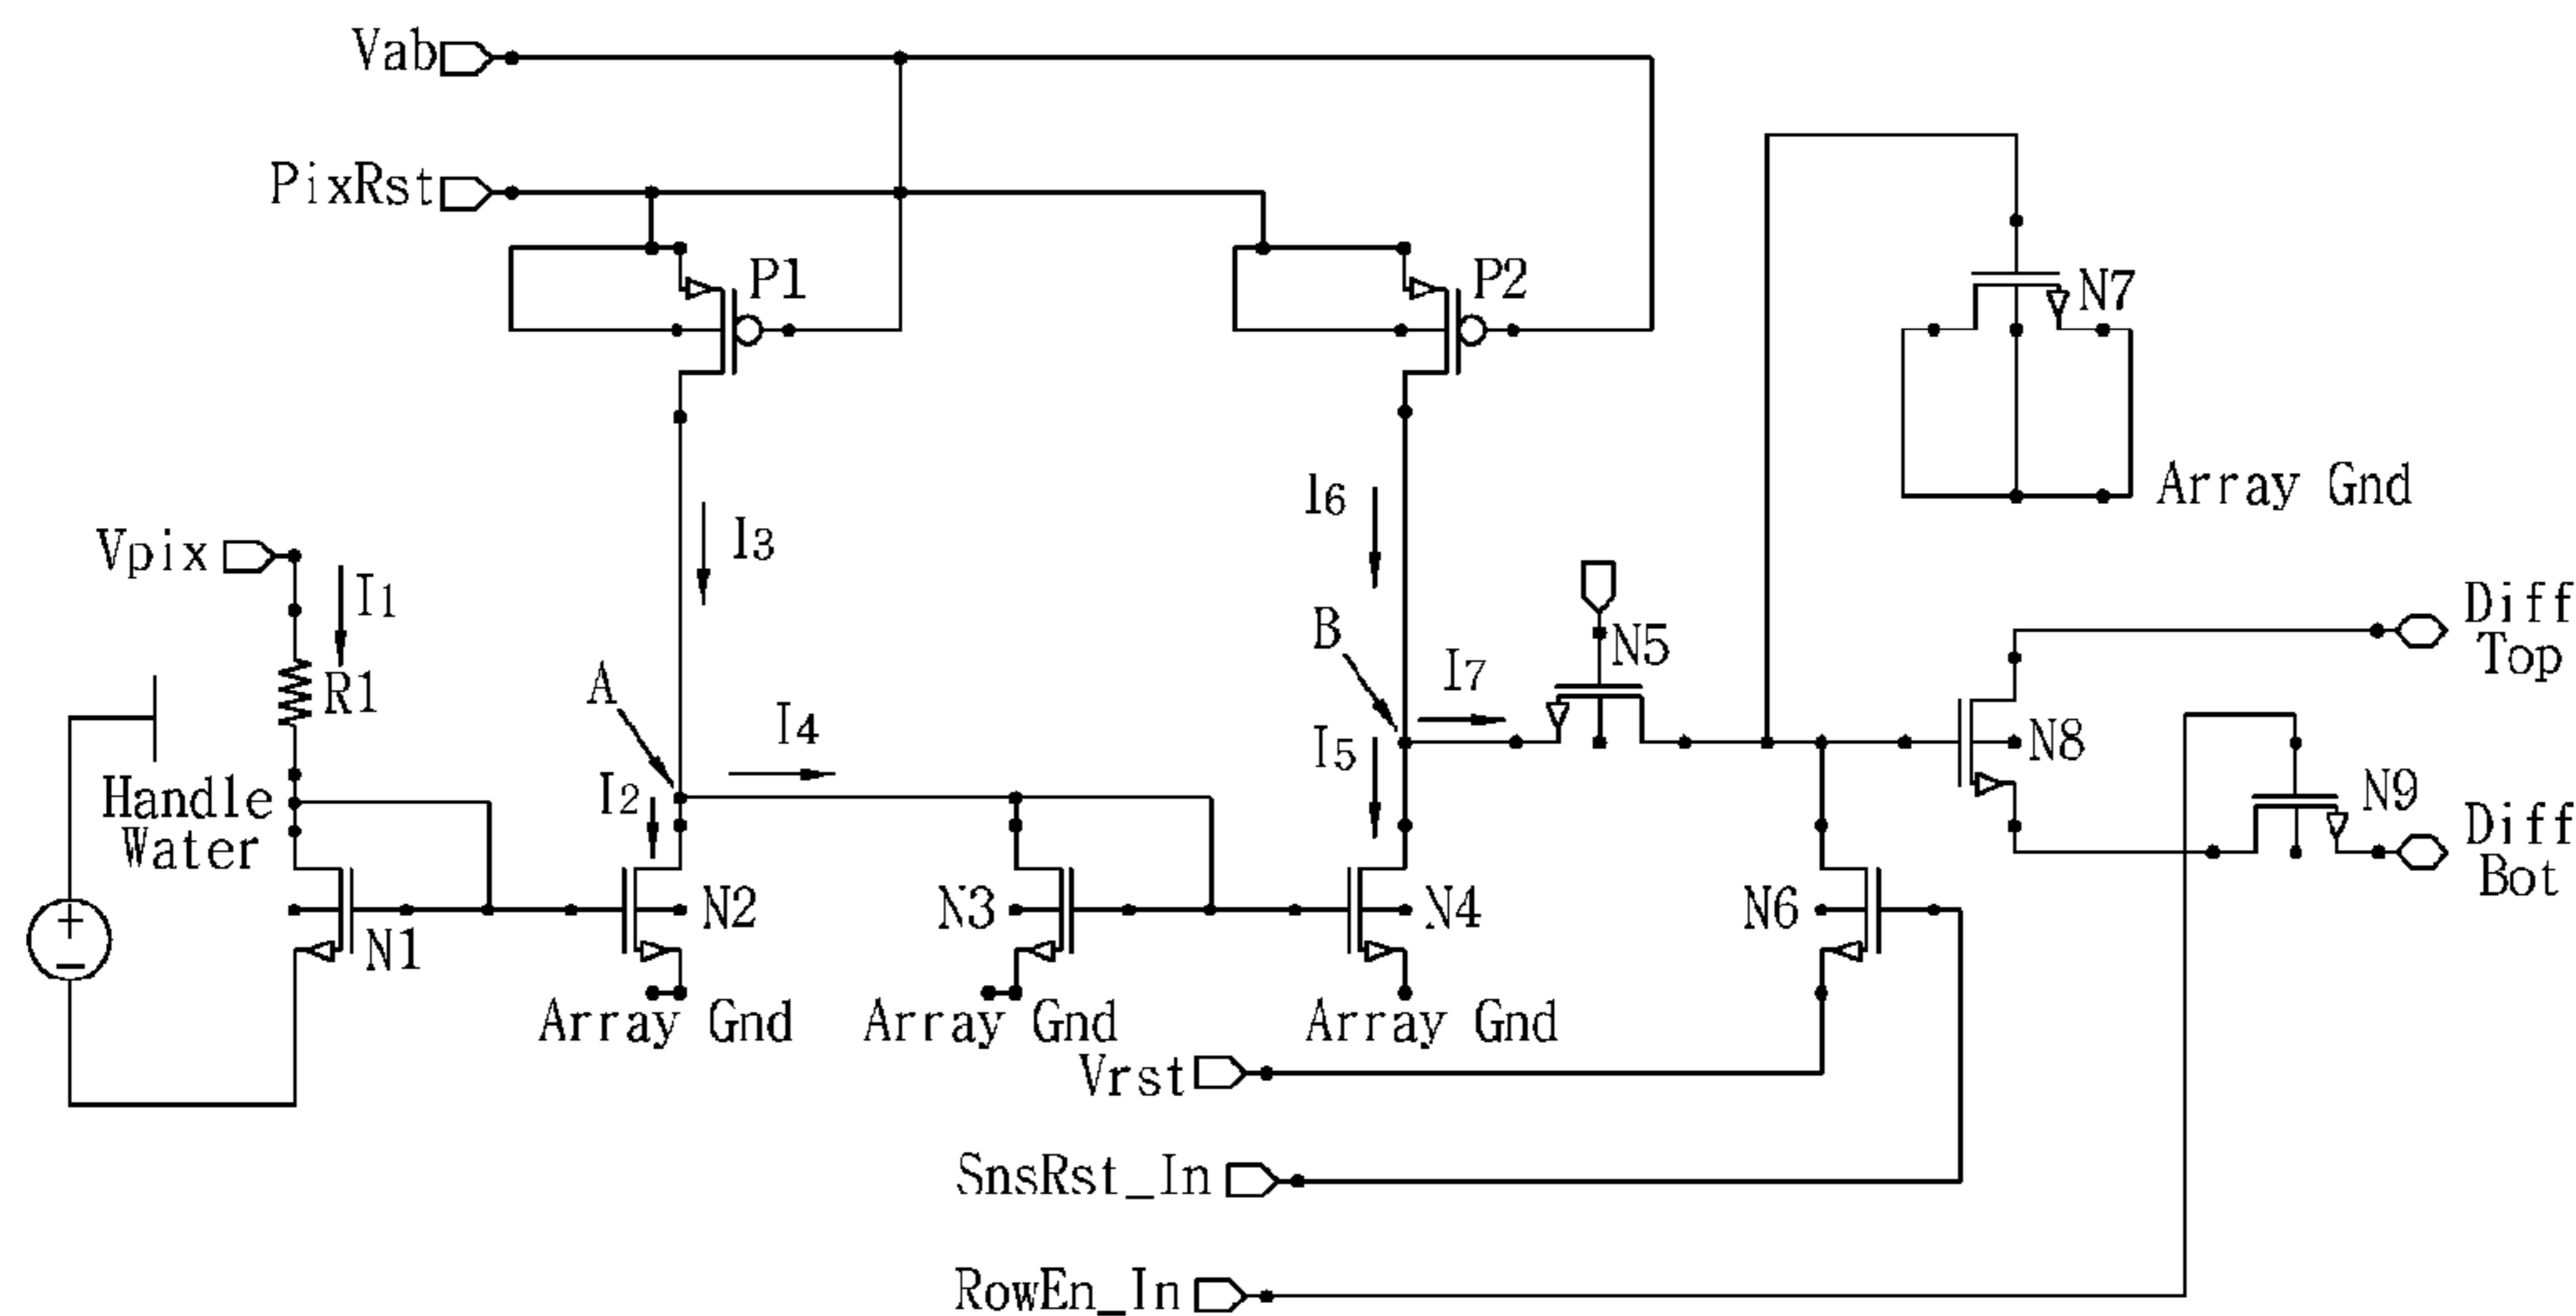 Vab
PixRst
P1
P2
N7
Array Gnd
I3
I6
Vpix
I1
R1
Handle
Water
A
I4
I2
B
I7
I5
N5
Diff
Top
N8
N9
Diff
Bot
N1
N2
N3
N4
N6
Array Gnd
Array Gnd
Array Gnd
Vrst
SnsRst_In
RowEn_In